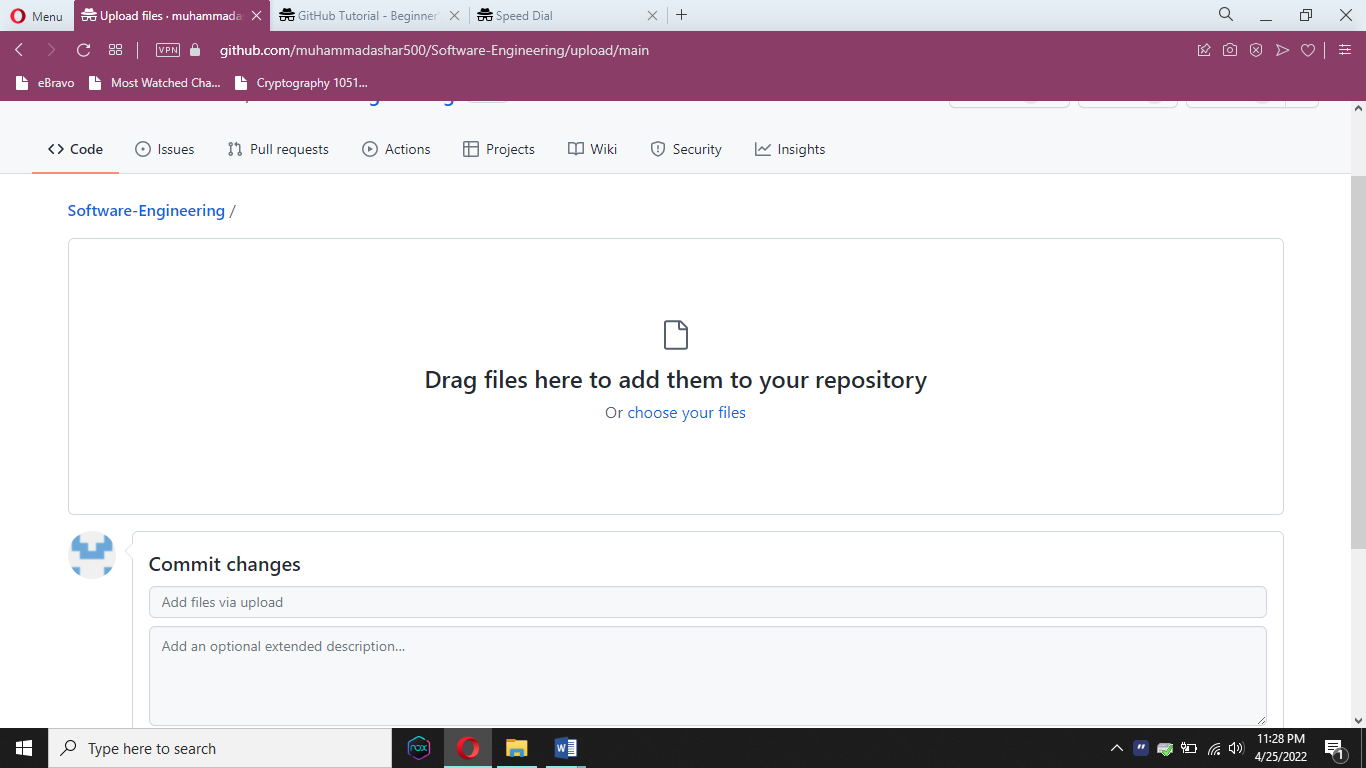 Menu
Upload files · muhammada
GitHub Tutorial - Beginner'
Speed Dial
VPN
github.com/muhammadashar500/Software-Engineering/upload/main
eBravo
Most Watched Cha...
Cryptography 1051...
Code
Issues
Pull requests
Actions
Projects
Wiki
Security
Insights
Software-Engineering /
Drag files here to add them to your repository
Or choose your files
Commit changes
Add files via upload
Add an optional extended description...
Type here to search
nox
11:28 PM
4/25/2022
1